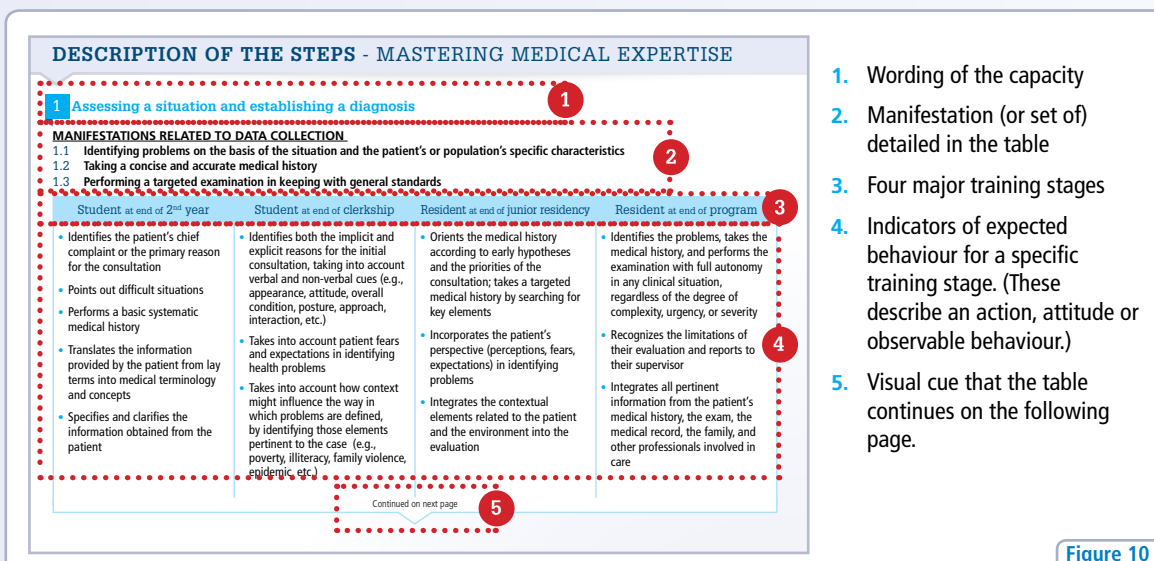 DESCRIPTION OF THE STEPS - MASTERING MEDICAL EXPERTISE
1 Assessing a situation and establishing a diagnosis
1
MANIFESTATIONS RELATED TO DATA COLLECTION
1.1 Identifying problems on the basis of the situation and the patient's or population's specific characteristics
1.2 Taking a concise and accurate medical history
1.3 Performing a targeted examination in keeping with general standards
2
Student at end of 2nd year
Student at end of clerkship
Resident at end of junior residency
Resident at end of program
3
• Identifies the patient's chief
complaint or the primary reason
for the consultation
• Points out difficult situations
• Performs a basic systematic
medical history
• Translates the information
provided by the patient from lay
terms into medical terminology
and concepts
• Specifies and clarifies the
information obtained from the
patient
• Identifies both the implicit and
explicit reasons for the initial
consultation, taking into account
verbal and non-verbal cues (e.g.,
appearance, attitude, overall
condition, posture, approach,
interaction, etc.)
• Takes into account patient fears
and expectations in identifying
health problems
• Takes into account how context
might influence the way in
which problems are defined,
by identifying those elements
pertinent to the case (e.g.,
poverty, illiteracy, family violence,
epidemic, etc.)
• Orients the medical history
according to early hypotheses
and the priorities of the
consultation; takes a targeted
medical history by searching for
key elements
• Incorporates the patient's
perspective (perceptions, fears,
expectations) in identifying
problems
• Integrates the contextual
elements related to the patient
and the environment into the
evaluation
• Identifies the problems, takes the
medical history, and performs the
examination with full autonomy
in any clinical situation,
regardless of the degree of
complexity, urgency, or severity
• Recognizes the limitations of
their evaluation and reports to
their supervisor
• Integrates all pertinent
information from the patient's
medical history, the exam, the
medical record, the family, and
other professionals involved in
care
4
Continued on next page
5
1. Wording of the capacity
2. Manifestation (or set of)
detailed in the table
3. Four major training stages
4. Indicators of expected
behaviour for a specific
training stage. (These
describe an action, attitude or
observable behaviour.)
5. Visual cue that the table
continues on the following
page.
Figure 10